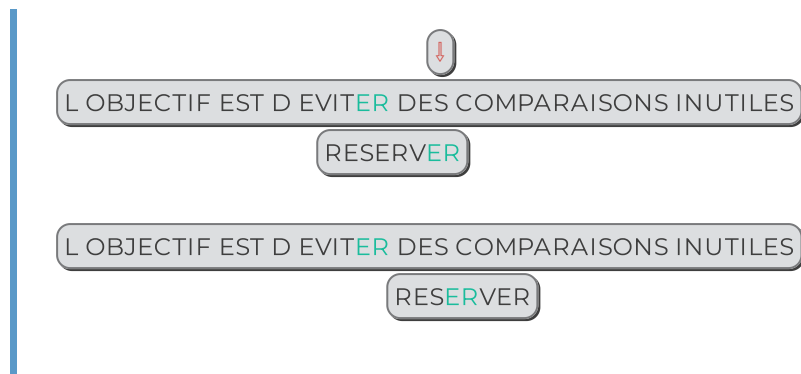 ⇩
L OBJECTIF EST D EVITER DES COMPARAISONS INUTILES
RESERVER
L OBJECTIF EST D EVITER DES COMPARAISONS INUTILES
RESERVER